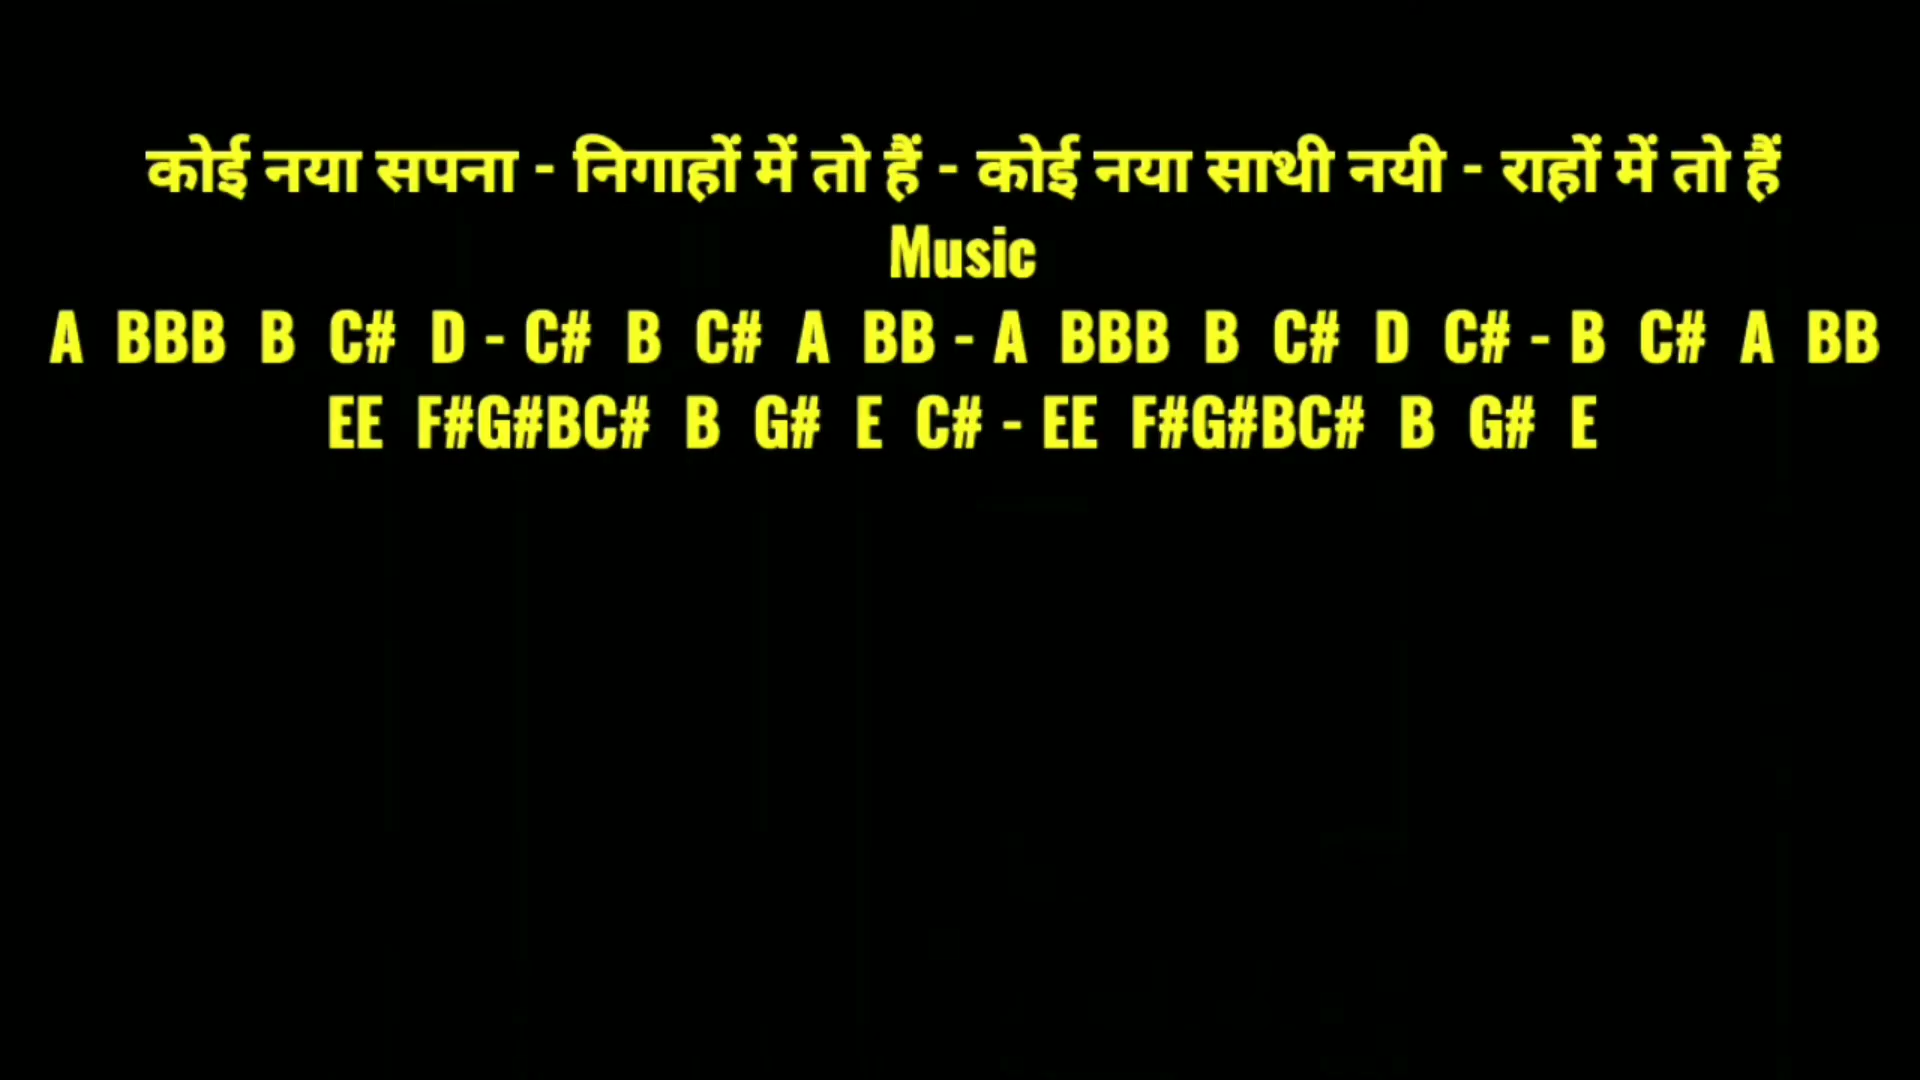 कोई नया सपना - निगाहों में तो हैं - कोई नया साथी नयी - राहों में तो हैं
Music
A BBB B C# D - C# B C# A BB - A BBB B C# D C# - B C# A BB
EE F#G#BC# B G# E C# - EE F#G#BC# B G# E